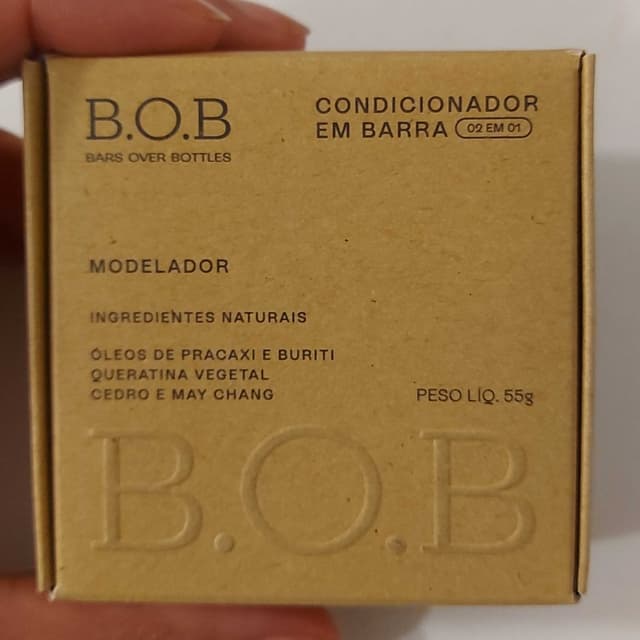 B.O.B
BARS OVER BOTTLES
CONDICIONADOR
EM BARRA 02 EM 01
MODELADOR
INGREDIENTES NATURAIS
ÓLEOS DE PRACAXI E BURITI
QUERATINA VEGETAL
CEDRO E MAY CHANG
PESO LÍQ. 55g
B.O.B